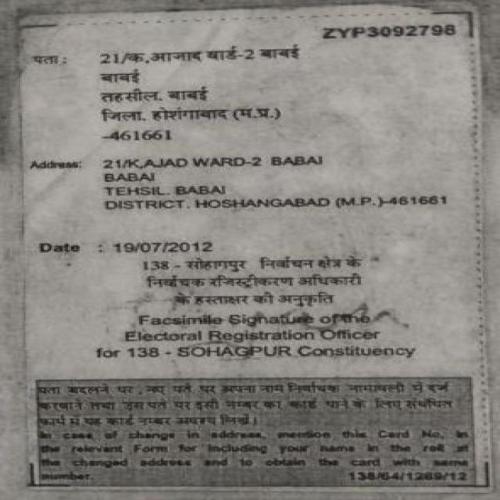 ZYP3092798
पता : 21/क,आजाद वार्ड-2 बाबई
बाबई
तहसील. बाबई
जिला. होशंगाबाद (म.प्र.)
-461661
Address: 21/K,AJAD WARD-2 BABAI
BABAI
TEHSIL. BABAI
DISTRICT. HOSHANGABAD (M.P.)-461661
Date : 19/07/2012
138 - सोहागपुर निर्वाचन क्षेत्र के
निर्वाचक रजिस्ट्रीकरण अधिकारी
के हस्ताक्षर की अनुकृति
Facsimile Signature of the
Electoral Registration Officer
for 138 - SOHAGPUR Constituency
पता बदलने पर , नए पते पर अपना नाम निर्वाचक नामावली में दर्ज
करवाने तथा उस पते पर इसी नम्बर का कार्ड पाने के लिए संबंधित
फार्म में यह कार्ड नम्बर अवश्य लिखें।
In case of change in address, mention this Card No. in
the relevant Form for including your name in the roll at
the changed address and to obtain the card with same
number. 138/64/1269/12